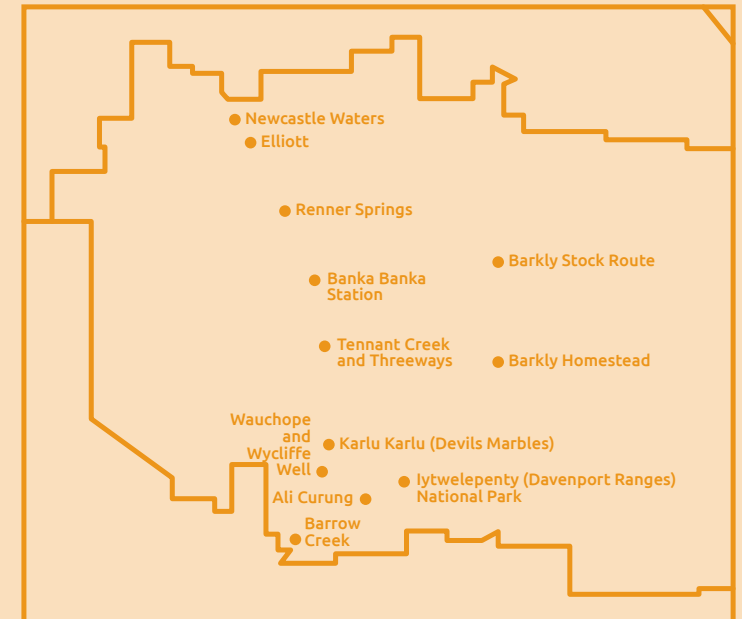 Newcastle Waters
Elliott
Renner Springs
Barkly Stock Route
Banka Banka
Station
Tennant Creek
and Threeways
Barkly Homestead
Wauchope
and
Wycliffe
Well
Karlu Karlu (Devils Marbles)
Iytwelepenty (Davenport Ranges)
National Park
Ali Curung
Barrow
Creek